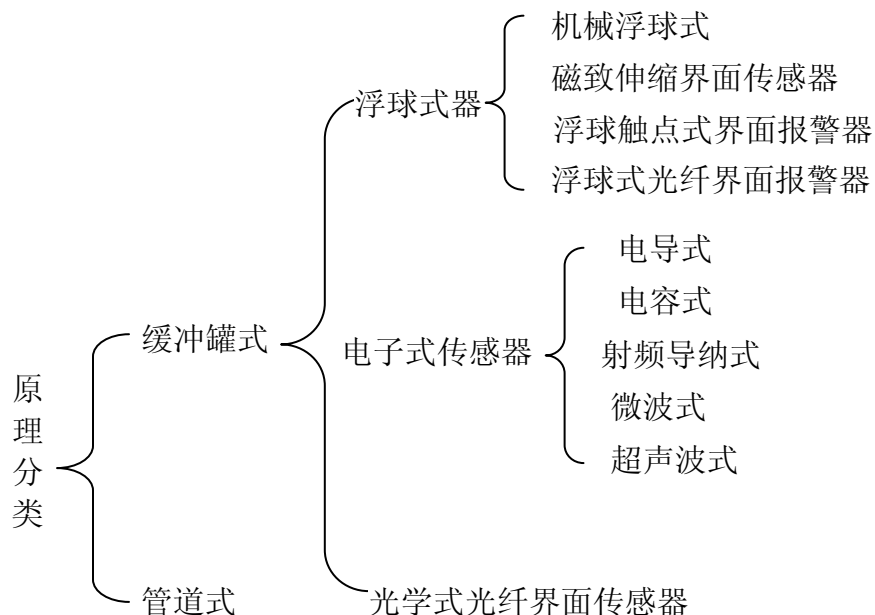 原理分类
缓冲罐式
浮球式器
机械浮球式
磁致伸缩界面传感器
浮球触点式界面报警器
浮球式光纤界面报警器
电子式传感器
电导式
电容式
射频导纳式
微波式
超声波式
光学式光纤界面传感器
管道式